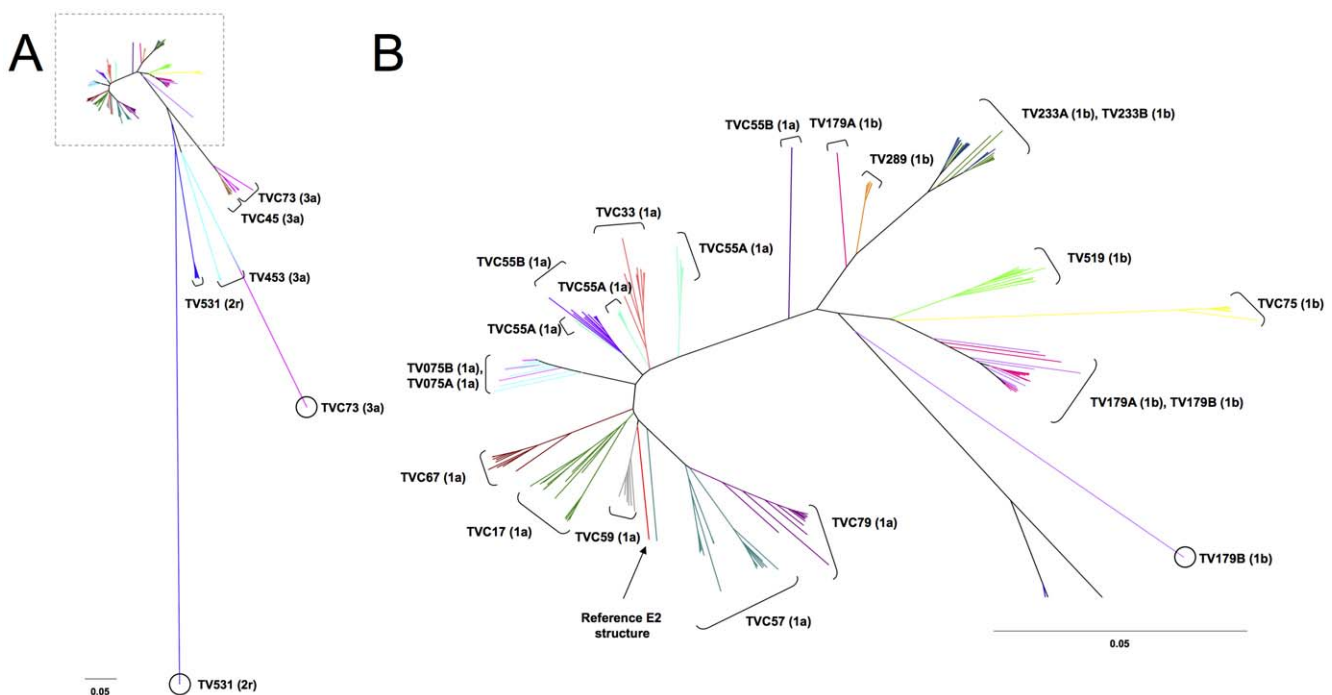 A
TVC73 (3a)
TVC45 (3a)
TV453 (3a)
TV531 (2r)
TVC73 (3a)
0.05
TV531 (2r)
B
TVC55B (1a)
TV179A (1b)
TV289 (1b)
TV233A (1b), TV233B (1b)
TVC33 (1a)
TVC55A (1a)
TVC55B (1a)
TVC55A (1a)
TVC55A (1a)
TV519 (1b)
TVC75 (1b)
TV075B (1a),
TV075A (1a)
TV179A (1b), TV179B (1b)
TVC67 (1a)
TVC17 (1a)
TVC59 (1a)
TVC79 (1a)
TV179B (1b)
Reference E2
structure
TVC57 (1a)
0.05